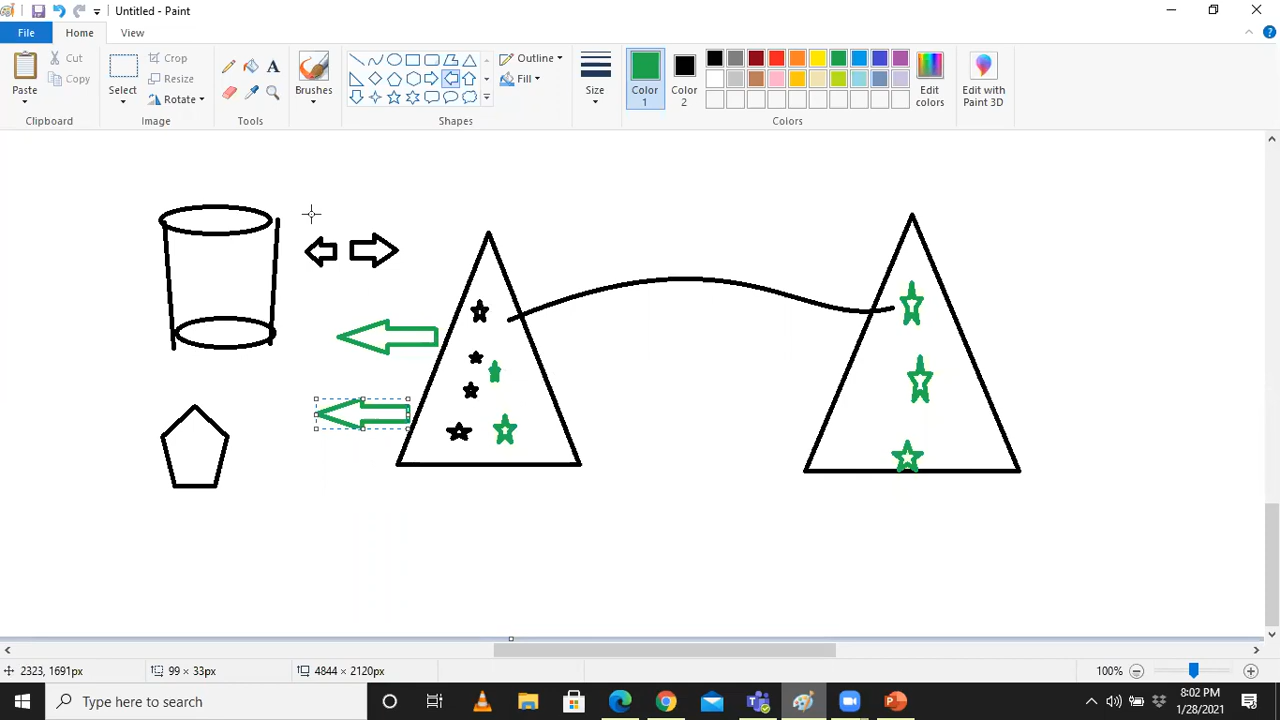 Untitled - Paint
File Home View
Paste
Cut
Copy
Clipboard
Select
Crop
Resize
Rotate
Image
Tools
Brushes
Shapes
Outline
Fill
Size
Color 1
Color 2
Colors
Edit colors
Edit with Paint 3D
2323, 1691px 99 × 33px 4844 × 2120px 100%
Type here to search
8:02 PM
1/28/2021